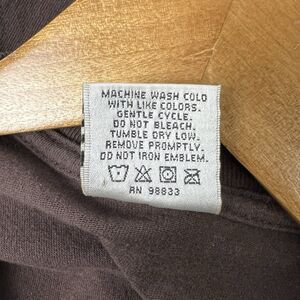 MACHINE WASH COLD
WITH LIKE COLORS.
GENTLE CYCLE.
DO NOT BLEACH.
TUMBLE DRY LOW.
REMOVE PROMPTLY.
DO NOT IRON EMBLEM.
RN 98833